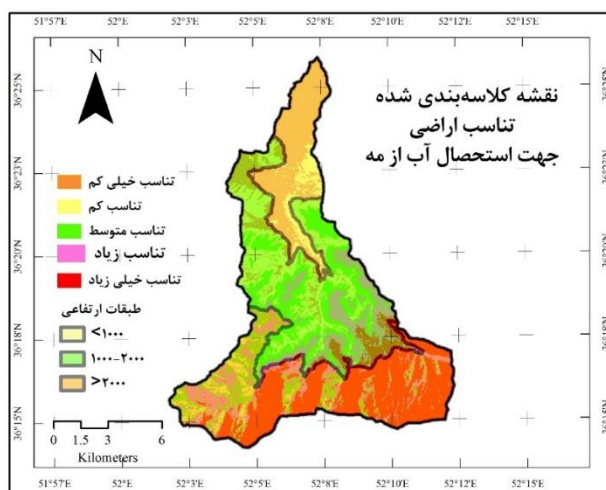 51°57'E 52°0'E 52°3'E 52°5'E 52°8'E 52°10'E 52°12'E 52°15'E
N
نقشه کلاسه‌بندی شده
تناسب اراضی
جهت استحصال آب از مه
36°25'N
36°23'N
36°20'N
36°18'N
36°15'N
تناسب خیلی کم
تناسب کم
تناسب متوسط
تناسب زیاد
تناسب خیلی زیاد
طبقات ارتفاعی
<۱۰۰۰
۱۰۰۰-۲۰۰۰
>۲۰۰۰
0 1.5 3 6
Kilometers
51°57'E 52°0'E 52°3'E 52°5'E 52°8'E 52°10'E 52°12'E 52°15'E